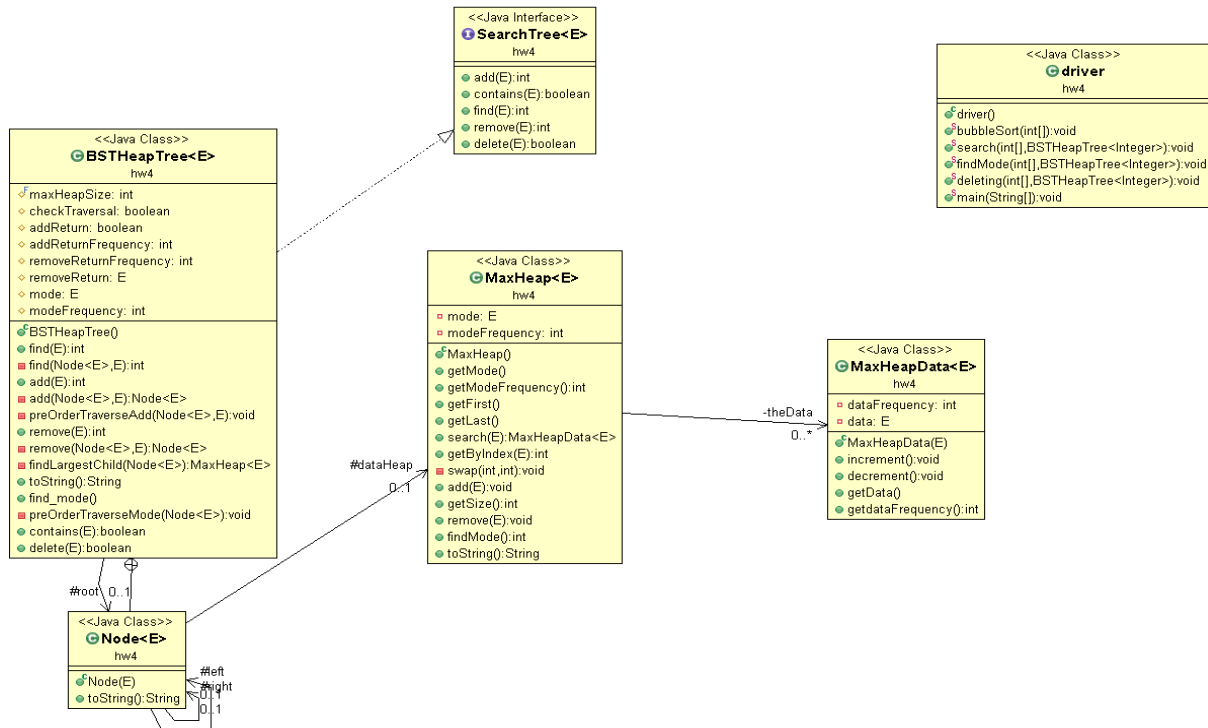 <<Java Interface>>
SearchTree<E>
hw4
add(E):int
contains(E):boolean
find(E):int
remove(E):int
delete(E):boolean
<<Java Class>>
driver
hw4
driver()
bubbleSort(int[]):void
search(int[],BSTHeapTree<Integer>):void
findMode(int[],BSTHeapTree<Integer>):void
deleting(int[],BSTHeapTree<Integer>):void
main(String[]):void
<<Java Class>>
BSTHeapTree<E>
hw4
maxHeapSize: int
checkTraversal: boolean
addReturn: boolean
addReturnFrequency: int
removeReturnFrequency: int
removeReturn: E
mode: E
modeFrequency: int
BSTHeapTree()
find(E):int
find(Node<E>,E):int
add(E):int
add(Node<E>,E):Node<E>
preOrderTraverseAdd(Node<E>,E):void
remove(E):int
remove(Node<E>,E):Node<E>
findLargestChild(Node<E>):MaxHeap<E>
toString():String
find_mode()
preOrderTraverseMode(Node<E>):void
contains(E):boolean
delete(E):boolean
<<Java Class>>
MaxHeap<E>
hw4
mode: E
modeFrequency: int
MaxHeap()
getMode()
getModeFrequency():int
getFirst()
getLast()
search(E):MaxHeapData<E>
getByIndex(E):int
swap(int,int):void
add(E):void
getSize():int
remove(E):void
findMode():int
toString():String
<<Java Class>>
MaxHeapData<E>
hw4
dataFrequency: int
data: E
MaxHeapData(E)
increment():void
decrement():void
getData()
getdataFrequency():int
-theData
0..*
#dataHeap
0..1
#root
0..1
<<Java Class>>
Node<E>
hw4
Node(E)
toString():String
#left
#right
0..1
0..1